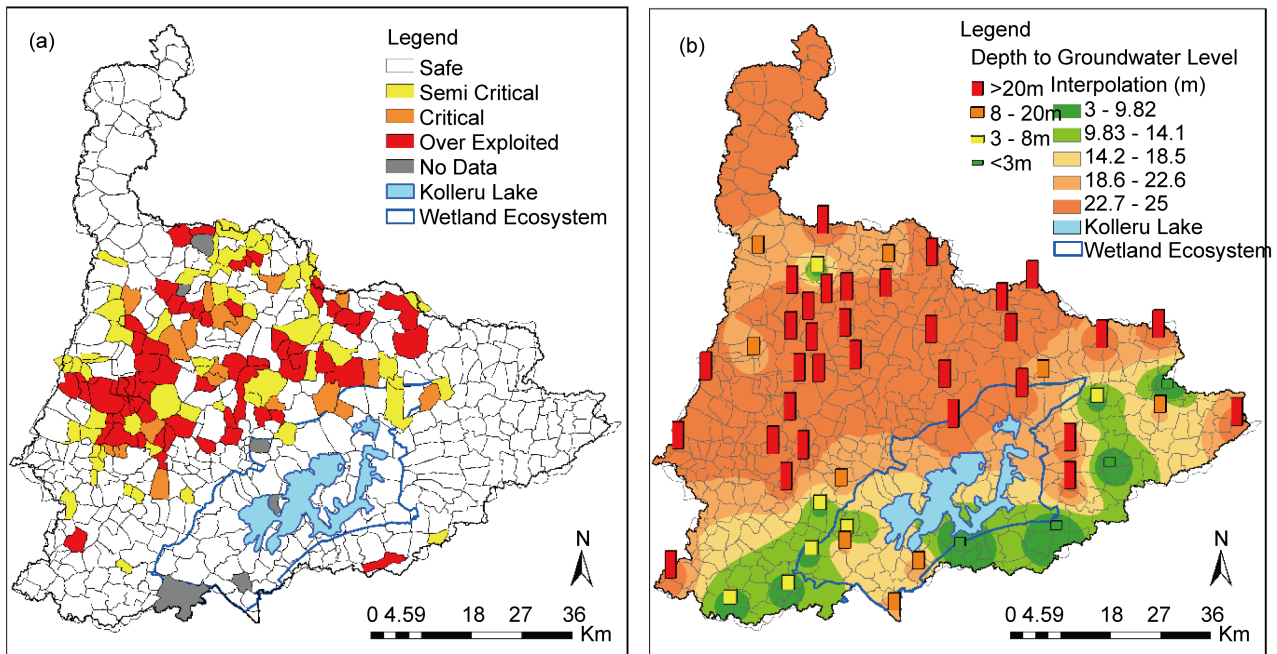 (a)
Legend
Safe
Semi Critical
Critical
Over Exploited
No Data
Kolleru Lake
Wetland Ecosystem
N
0 4.59 18 27 36
Km
(b)
Legend
Depth to Groundwater Level
>20m
8 - 20m
3 - 8m
<3m
Interpolation (m)
3 - 9.82
9.83 - 14.1
14.2 - 18.5
18.6 - 22.6
22.7 - 25
Kolleru Lake
Wetland Ecosystem
N
0 4.59 18 27 36
Km